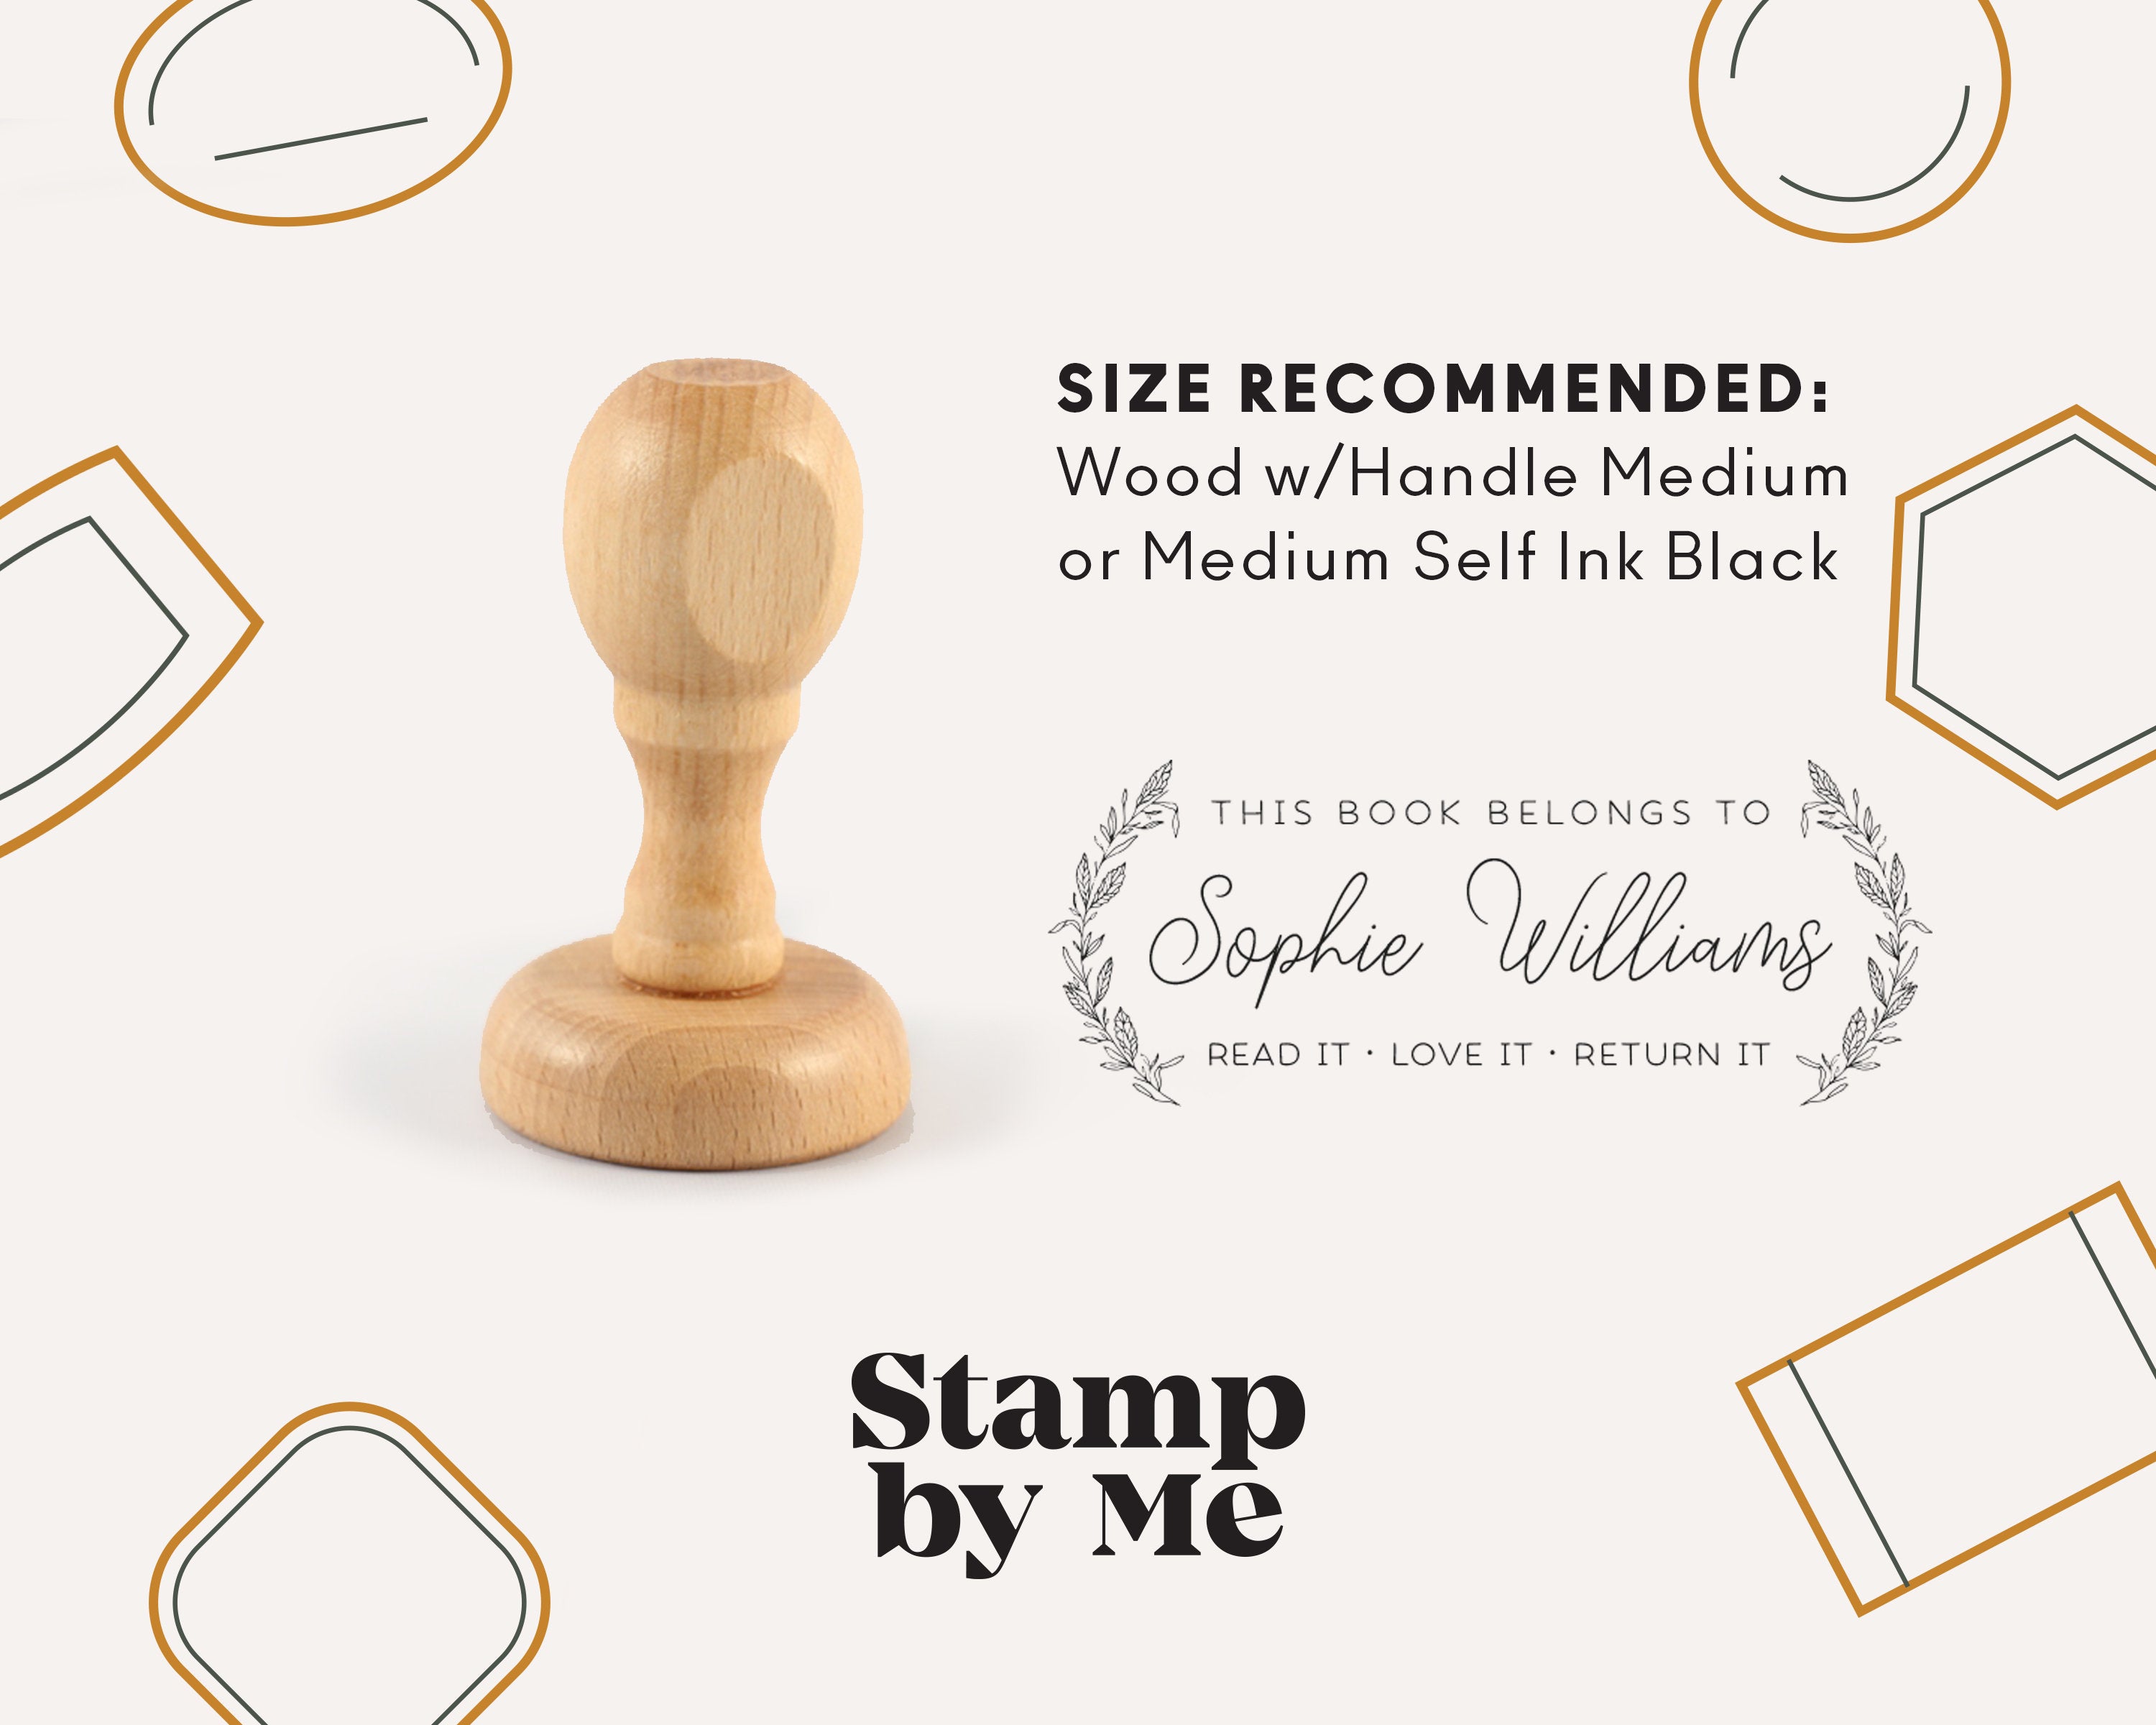 SIZE RECOMMENDED:
Wood w/Handle Medium
or Medium Self Ink Black
THIS BOOK BELONGS TO
Sophie Williams
READ IT • LOVE IT • RETURN IT
Stamp
by Me